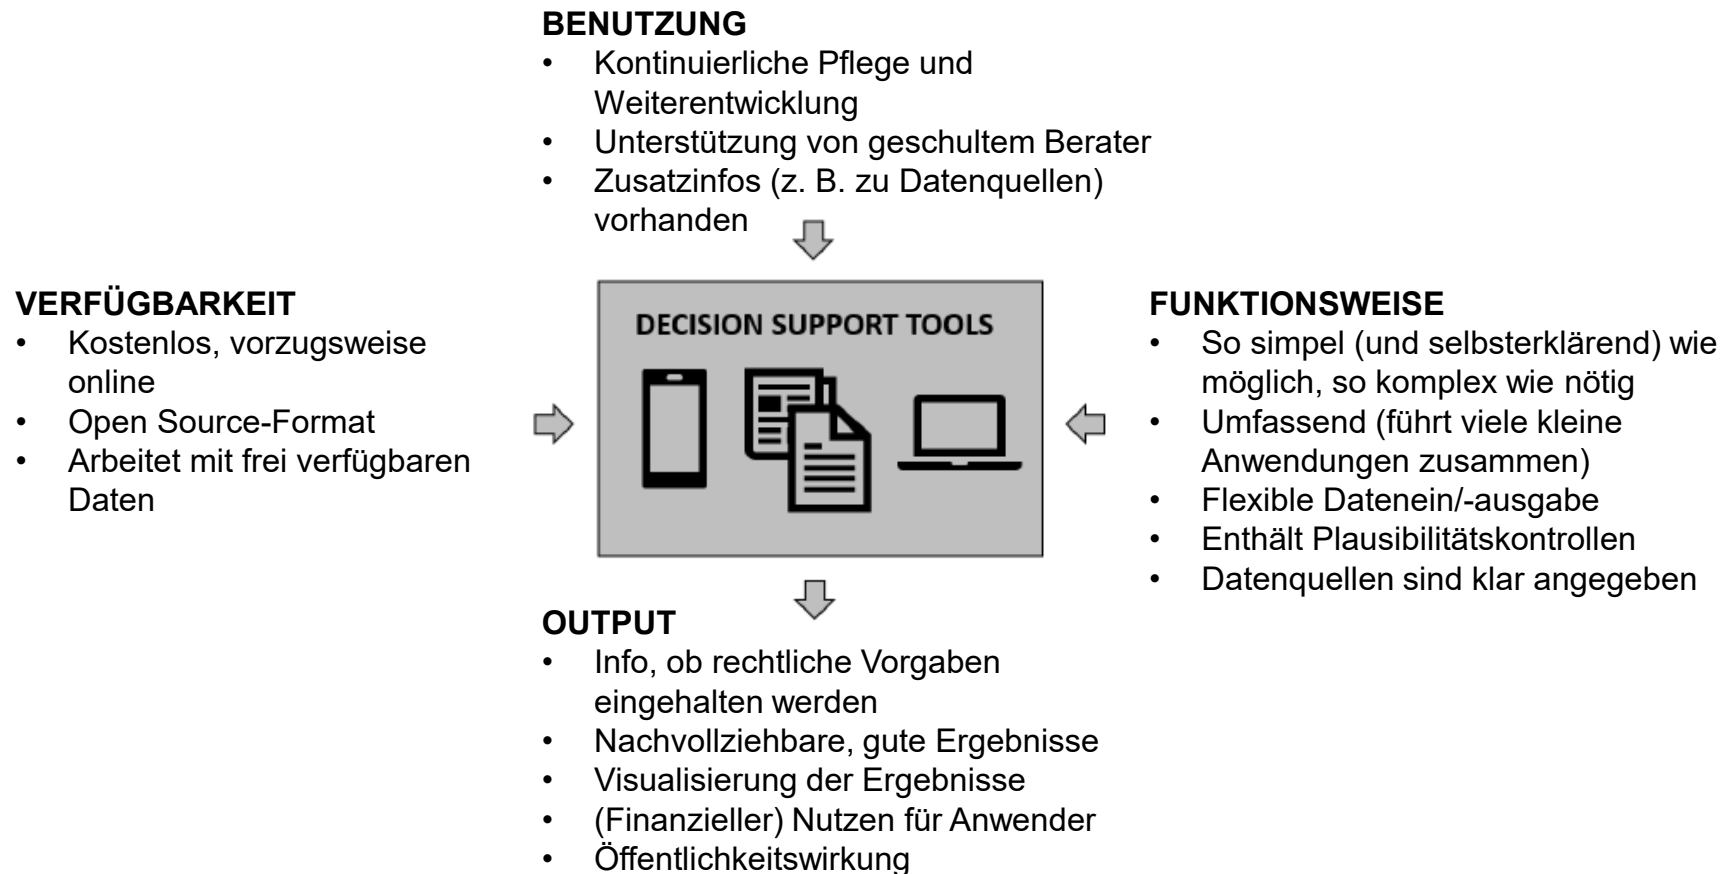 BENUTZUNG
• Kontinuierliche Pflege und
Weiterentwicklung
• Unterstützung von geschultem Berater
• Zusatzinfos (z. B. zu Datenquellen)
vorhanden
VERFÜGBARKEIT
• Kostenlos, vorzugsweise
online
• Open Source-Format
• Arbeitet mit frei verfügbaren
Daten
DECISION SUPPORT TOOLS
FUNKTIONSWEISE
• So simpel (und selbsterklärend) wie
möglich, so komplex wie nötig
• Umfassend (führt viele kleine
Anwendungen zusammen)
• Flexible Datenein/-ausgabe
• Enthält Plausibilitätskontrollen
• Datenquellen sind klar angegeben
OUTPUT
• Info, ob rechtliche Vorgaben
eingehalten werden
• Nachvollziehbare, gute Ergebnisse
• Visualisierung der Ergebnisse
• (Finanzieller) Nutzen für Anwender
• Öffentlichkeitswirkung